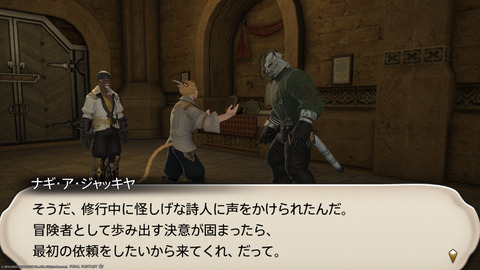 ナギ・ア・ジャッキヤ
そうだ、修行中に怪しげな詩人に声をかけられたんだ。
冒険者として歩み出す決意が固まったら、
最初の依頼をしたいから来てくれ、だって。
FINAL FANTASY XIV